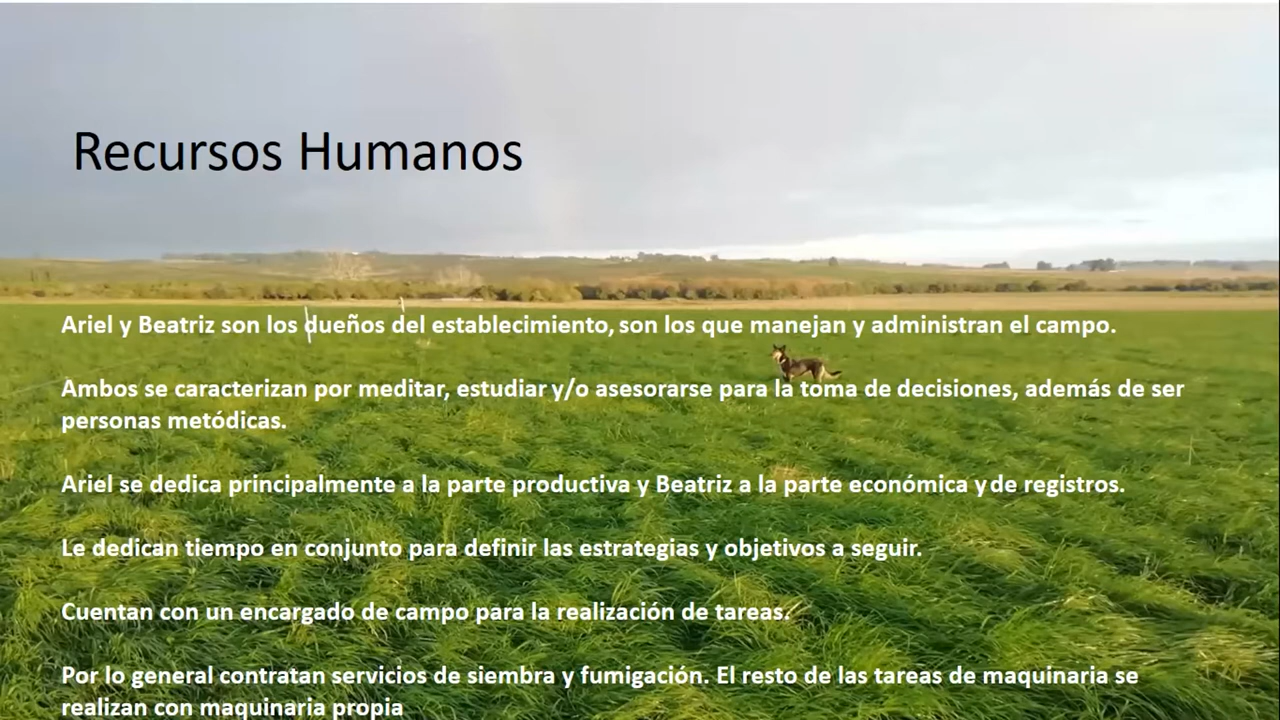 Recursos Humanos
Ariel y Beatriz son los dueños del establecimiento, son los que manejan y administran el campo.
Ambos se caracterizan por meditar, estudiar y/o asesorarse para la toma de decisiones, además de ser
personas metódicas.
Ariel se dedica principalmente a la parte productiva y Beatriz a la parte económica y de registros.
Le dedican tiempo en conjunto para definir las estrategias y objetivos a seguir.
Cuentan con un encargado de campo para la realización de tareas.
Por lo general contratan servicios de siembra y fumigación. El resto de las tareas de maquinaria se
realizan con maquinaria propia